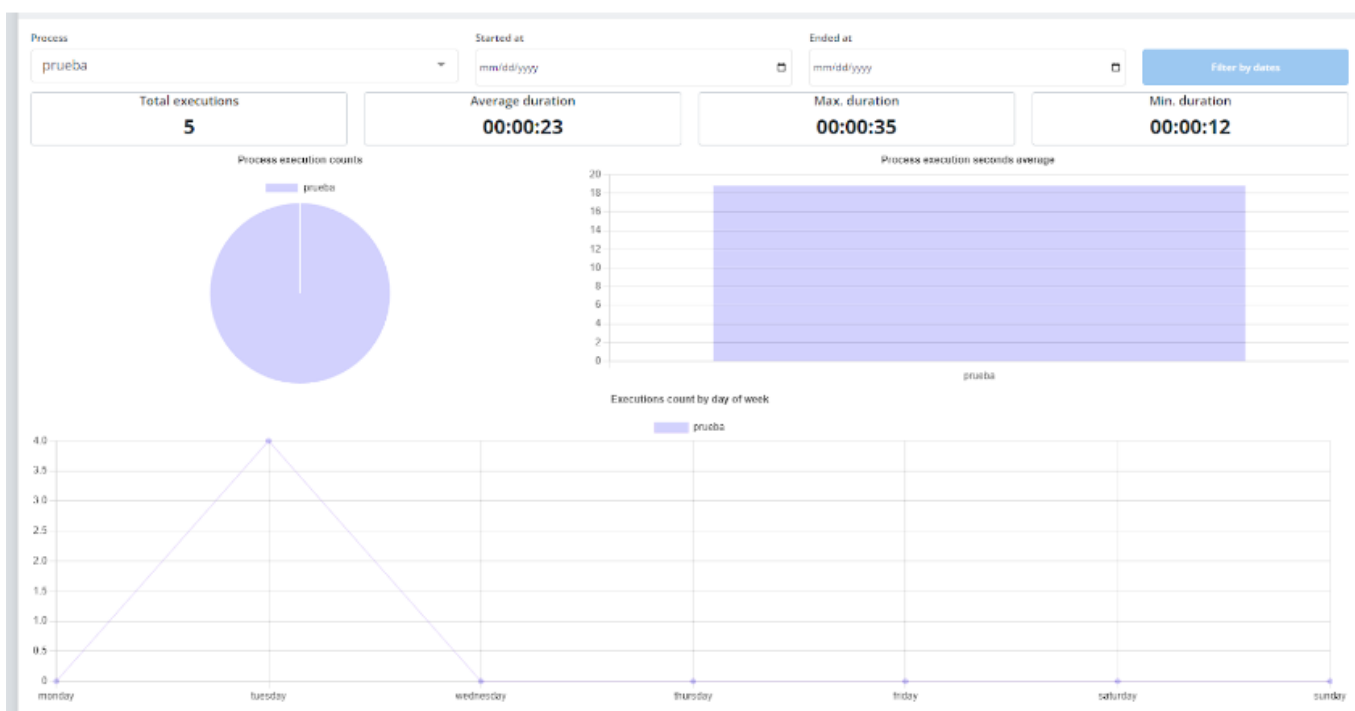 Process Started at Ended at
prueba mm/dd/yyyy mm/dd/yyyy Filter by dates
Total executions Average duration Max. duration Min. duration
5 00:00:23 00:00:35 00:00:12
Process execution counts Process execution seconds average
prueba
20
18
16
14
12
10
8
6
4
2
0
prueba
Executions count by day of week
prueba
4.0
3.5
3.0
2.5
2.0
1.5
1.0
0.5
0
monday tuesday wednesday thursday friday saturday sunday